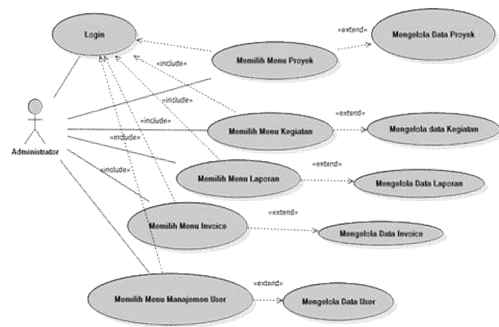 Login
«extend»
Mengelola Data Proyek
Memilih Menu Proyek
«include»
«include»
«extend»
Memilih Menu Kegiatan
Mengelola data Kegiatan
«include»
Administrator
«include»
«extend»
Memilih Menu Laporan
Mengelola Data Laporan
«include»
«extend»
Memilih Menu Invoice
Mengelola Data Invoice
«extend»
Memilih Menu Manajemen User
Mengelola Data User